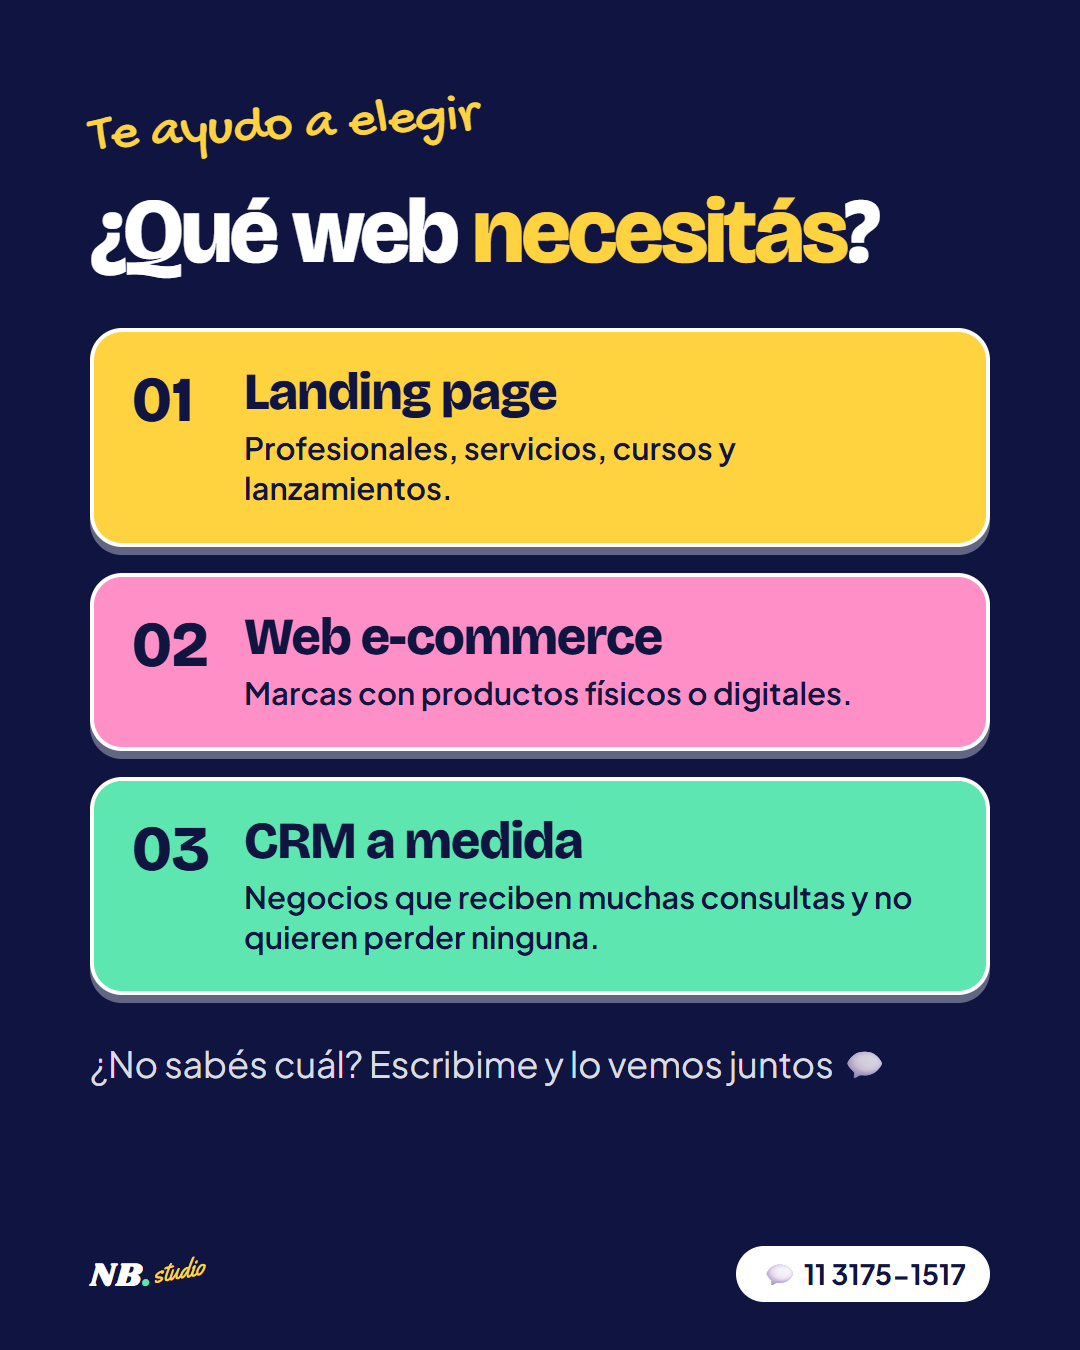 Te ayudo a elegir
¿Qué web necesitás?
01
Landing page
Profesionales, servicios, cursos y
lanzamientos.
02
Web e-commerce
Marcas con productos físicos o digitales.
03
CRM a medida
Negocios que reciben muchas consultas y no
quieren perder ninguna.
¿No sabés cuál? Escribime y lo vemos juntos 💬
NB. studio
💬 11 3175-1517